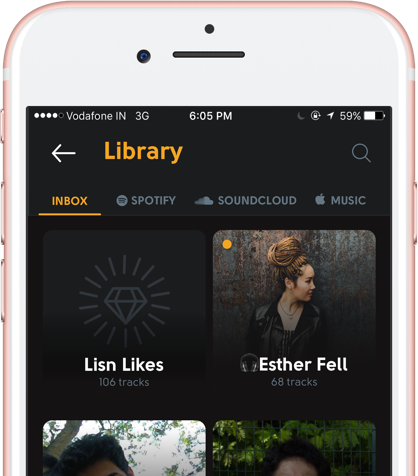 Vodafone IN 3G 6:05 PM 59%
Library
INBOX SPOTIFY SOUNDCLOUD MUSIC
Lisn Likes
106 tracks
Esther Fell
68 tracks